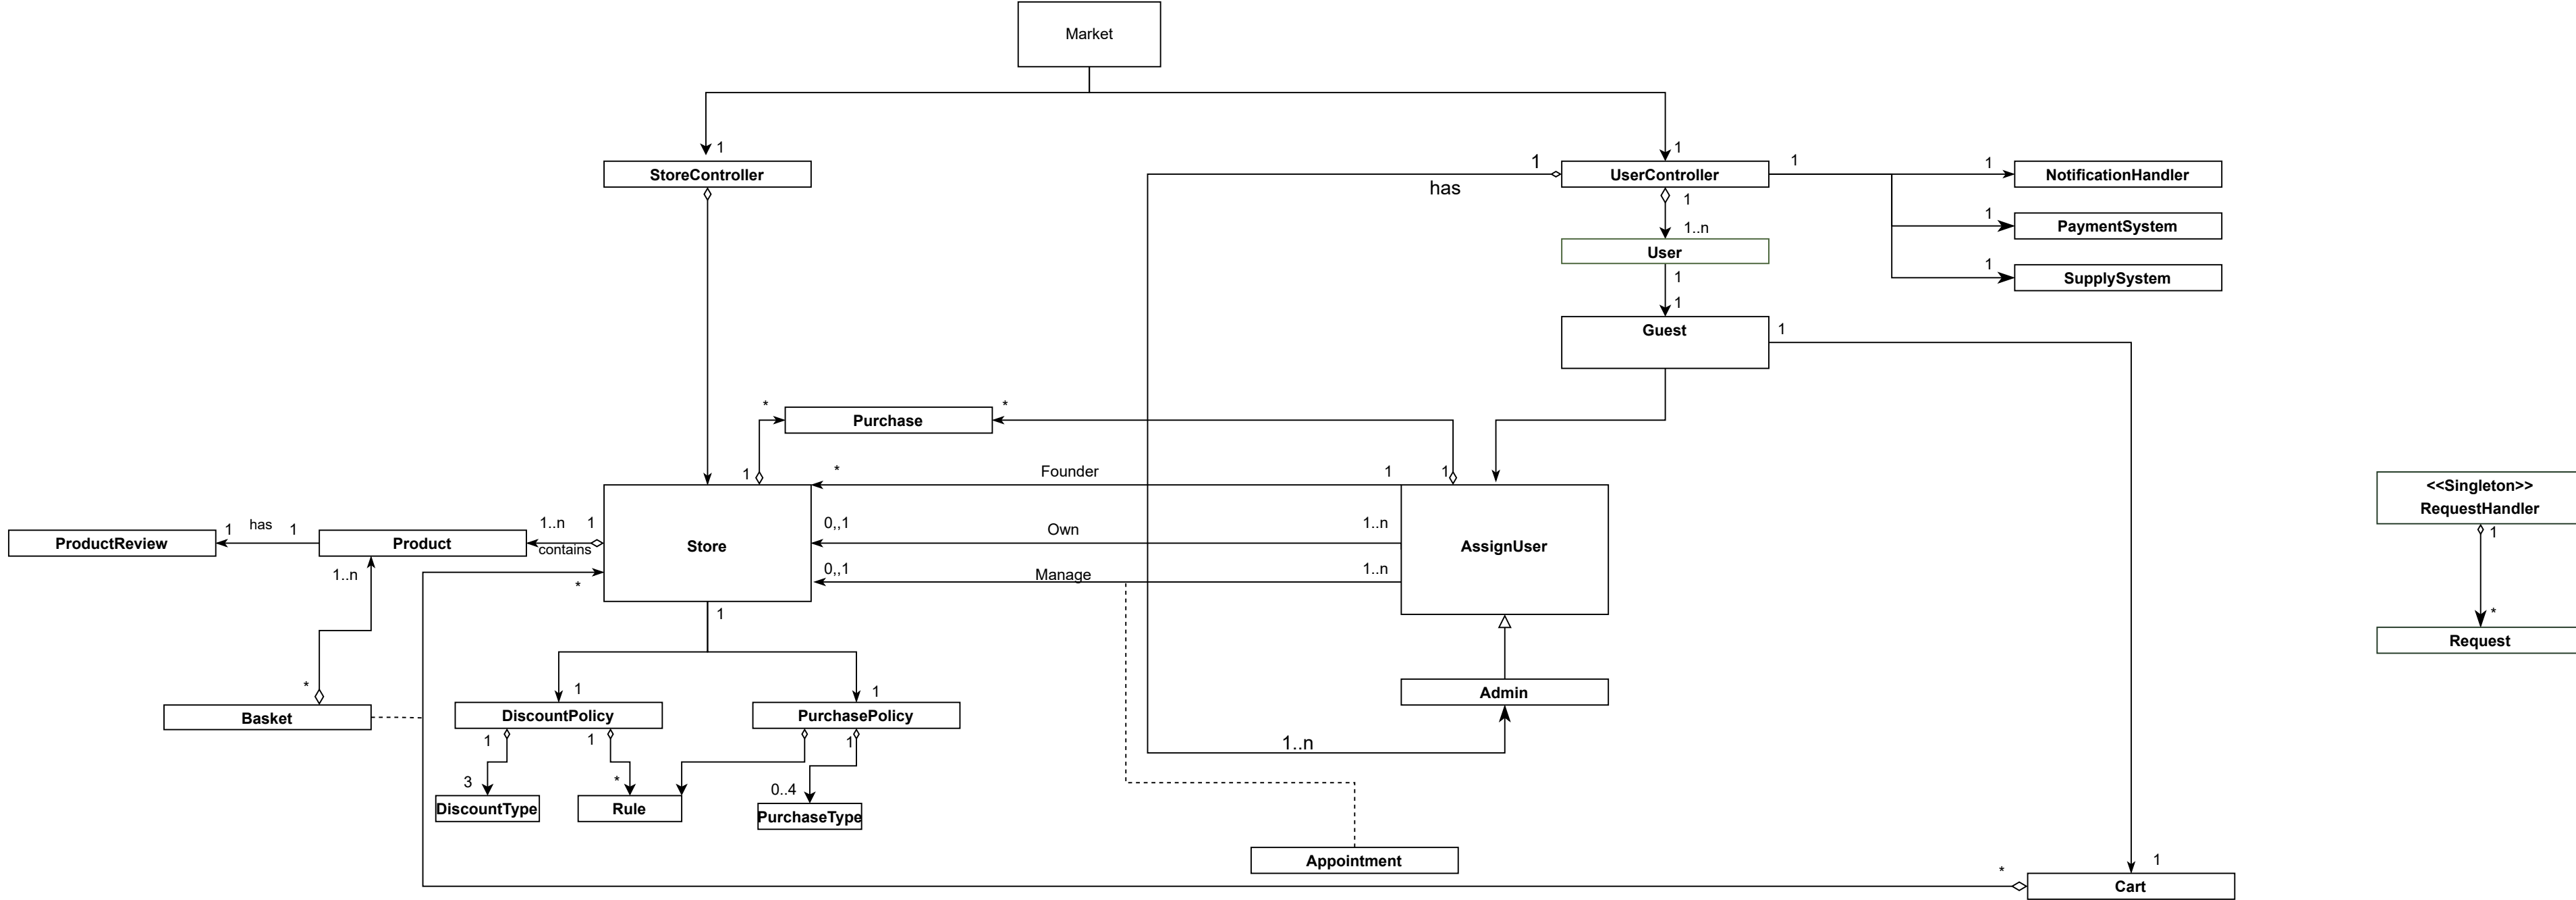 Market
1
1
StoreController
1
has
UserController
1
1
NotificationHandler
1
1..n
1
PaymentSystem
User
1
1
SupplySystem
1
Guest
1
*
Purchase
*
1
*
Founder
1
1
<<Singleton>>
RequestHandler
1
ProductReview
1
has
1
Product
1..n
1
contains
Store
0,,1
Own
1..n
AssignUser
0,,1
Manage
1..n
1..n
*
1
*
Request
*
Basket
1
DiscountPolicy
1
PurchasePolicy
Admin
1
1
1
1..n
3
*
0..4
DiscountType
Rule
PurchaseType
Appointment
1
*
Cart